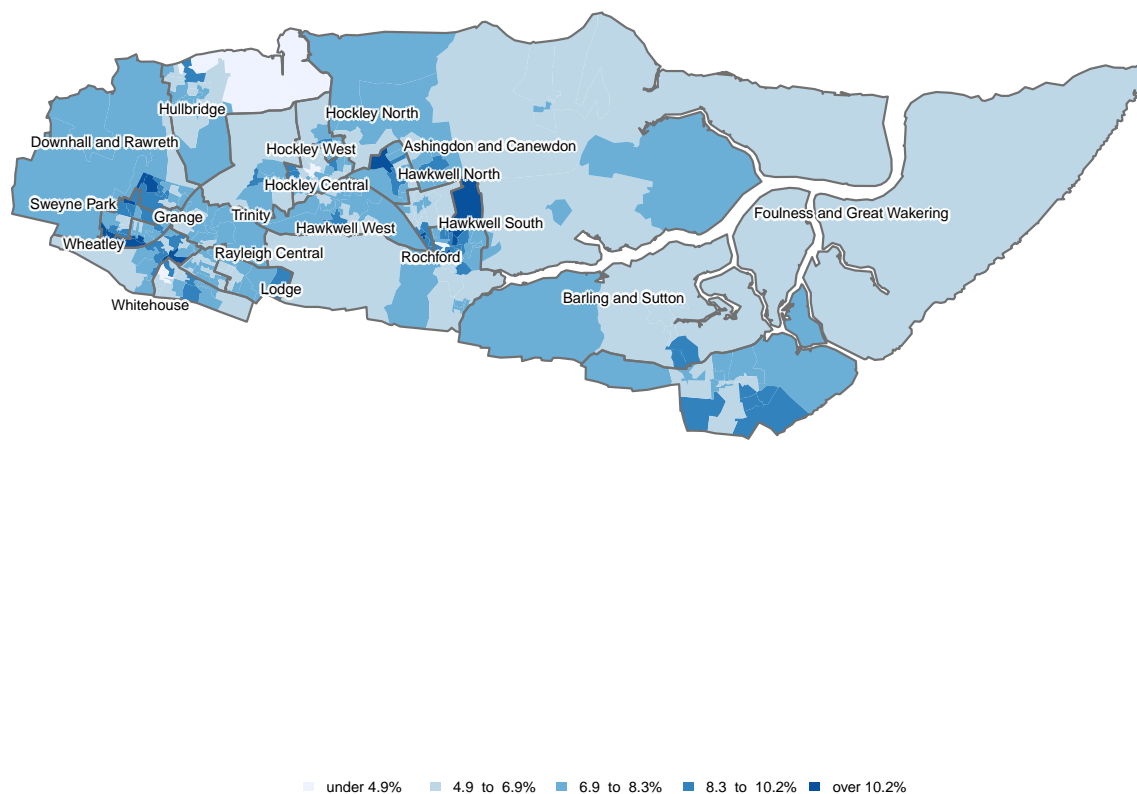 Hullbridge
Hockley North
Downhall and Rawreth
Hockley West
Ashingdon and Canewdon
Hawkwell North
Hockley Central
Sweyne Park
Grange
Trinity
Foulness and Great Wakering
Hawkwell West
Hawkwell South
Wheatley
Rayleigh Central
Rochford
Lodge
Barling and Sutton
Whitehouse
under 4.9%
4.9 to 6.9%
6.9 to 8.3%
8.3 to 10.2%
over 10.2%